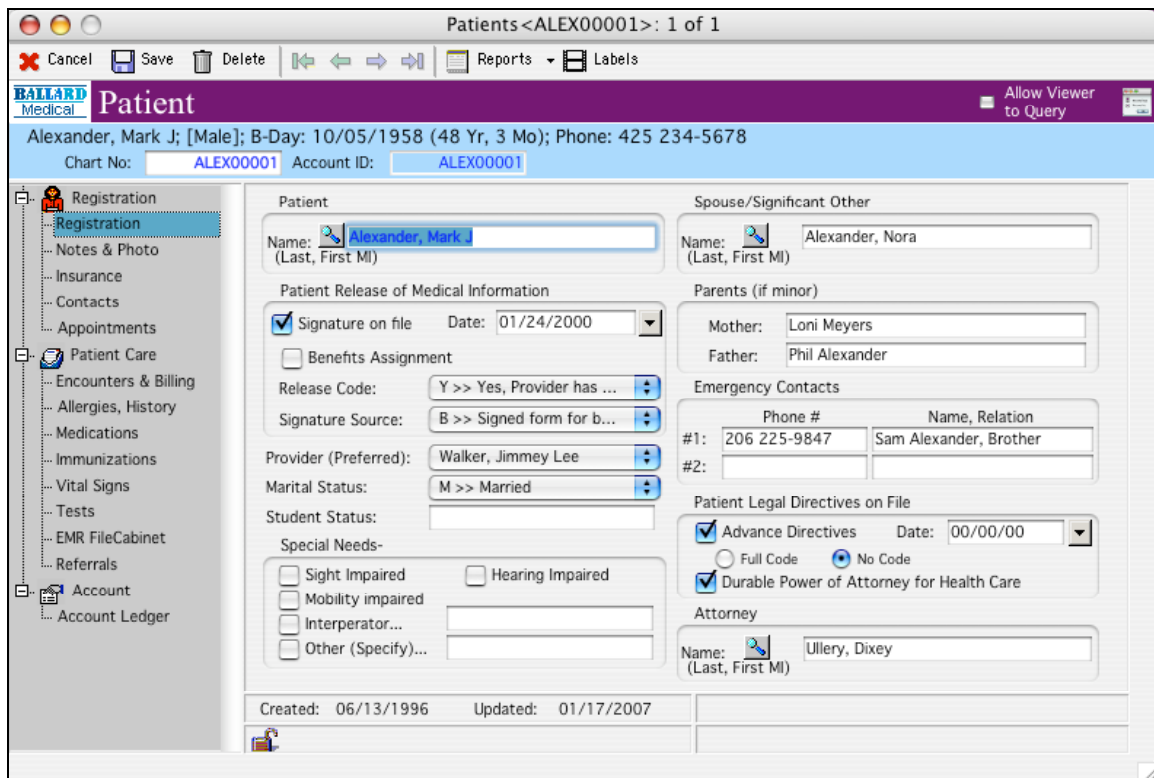 Patients<ALEX00001>: 1 of 1
Cancel Save Delete Reports Labels
BALLARD
Medical
Patient
Allow Viewer
to Query
Alexander, Mark J; [Male]; B-Day: 10/05/1958 (48 Yr, 3 Mo); Phone: 425 234-5678
Chart No: ALEX00001 Account ID: ALEX00001
Registration
Registration
Notes & Photo
Insurance
Contacts
Appointments
Patient Care
Encounters & Billing
Allergies, History
Medications
Immunizations
Vital Signs
Tests
EMR FileCabinet
Referrals
Account
Account Ledger
Patient
Name: Alexander, Mark J
(Last, First MI)
Patient Release of Medical Information
Signature on file Date: 01/24/2000
Benefits Assignment
Release Code: Y >> Yes, Provider has ...
Signature Source: B >> Signed form for b...
Provider (Preferred): Walker, Jimmey Lee
Marital Status: M >> Married
Student Status:
Special Needs-
Sight Impaired Hearing Impaired
Mobility impaired
Interperator...
Other (Specify)...
Spouse/Significant Other
Name: Alexander, Nora
(Last, First MI)
Parents (if minor)
Mother: Loni Meyers
Father: Phil Alexander
Emergency Contacts
Phone # Name, Relation
#1: 206 225-9847 Sam Alexander, Brother
#2:
Patient Legal Directives on File
Advance Directives Date: 00/00/00
Full Code No Code
Durable Power of Attorney for Health Care
Attorney
Name: Ullery, Dixey
(Last, First MI)
Created: 06/13/1996 Updated: 01/17/2007